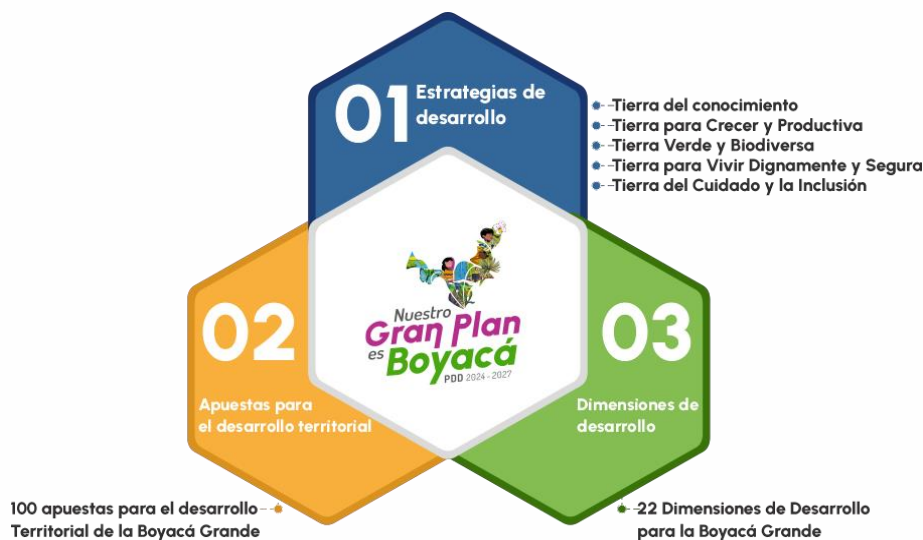 01
Estrategias de
desarrollo
Tierra del conocimiento
Tierra para Crecer y Productiva
Tierra Verde y Biodiversa
Tierra para Vivir Dignamente y Segura
Tierra del Cuidado y la Inclusión
Nuestro
Gran Plan
es Boyacá
PDD 2024 - 2027
02
Apuestas para
el desarrollo territorial
03
Dimensiones de
desarrollo
100 apuestas para el desarrollo
Territorial de la Boyacá Grande
22 Dimensiones de Desarrollo
para la Boyacá Grande